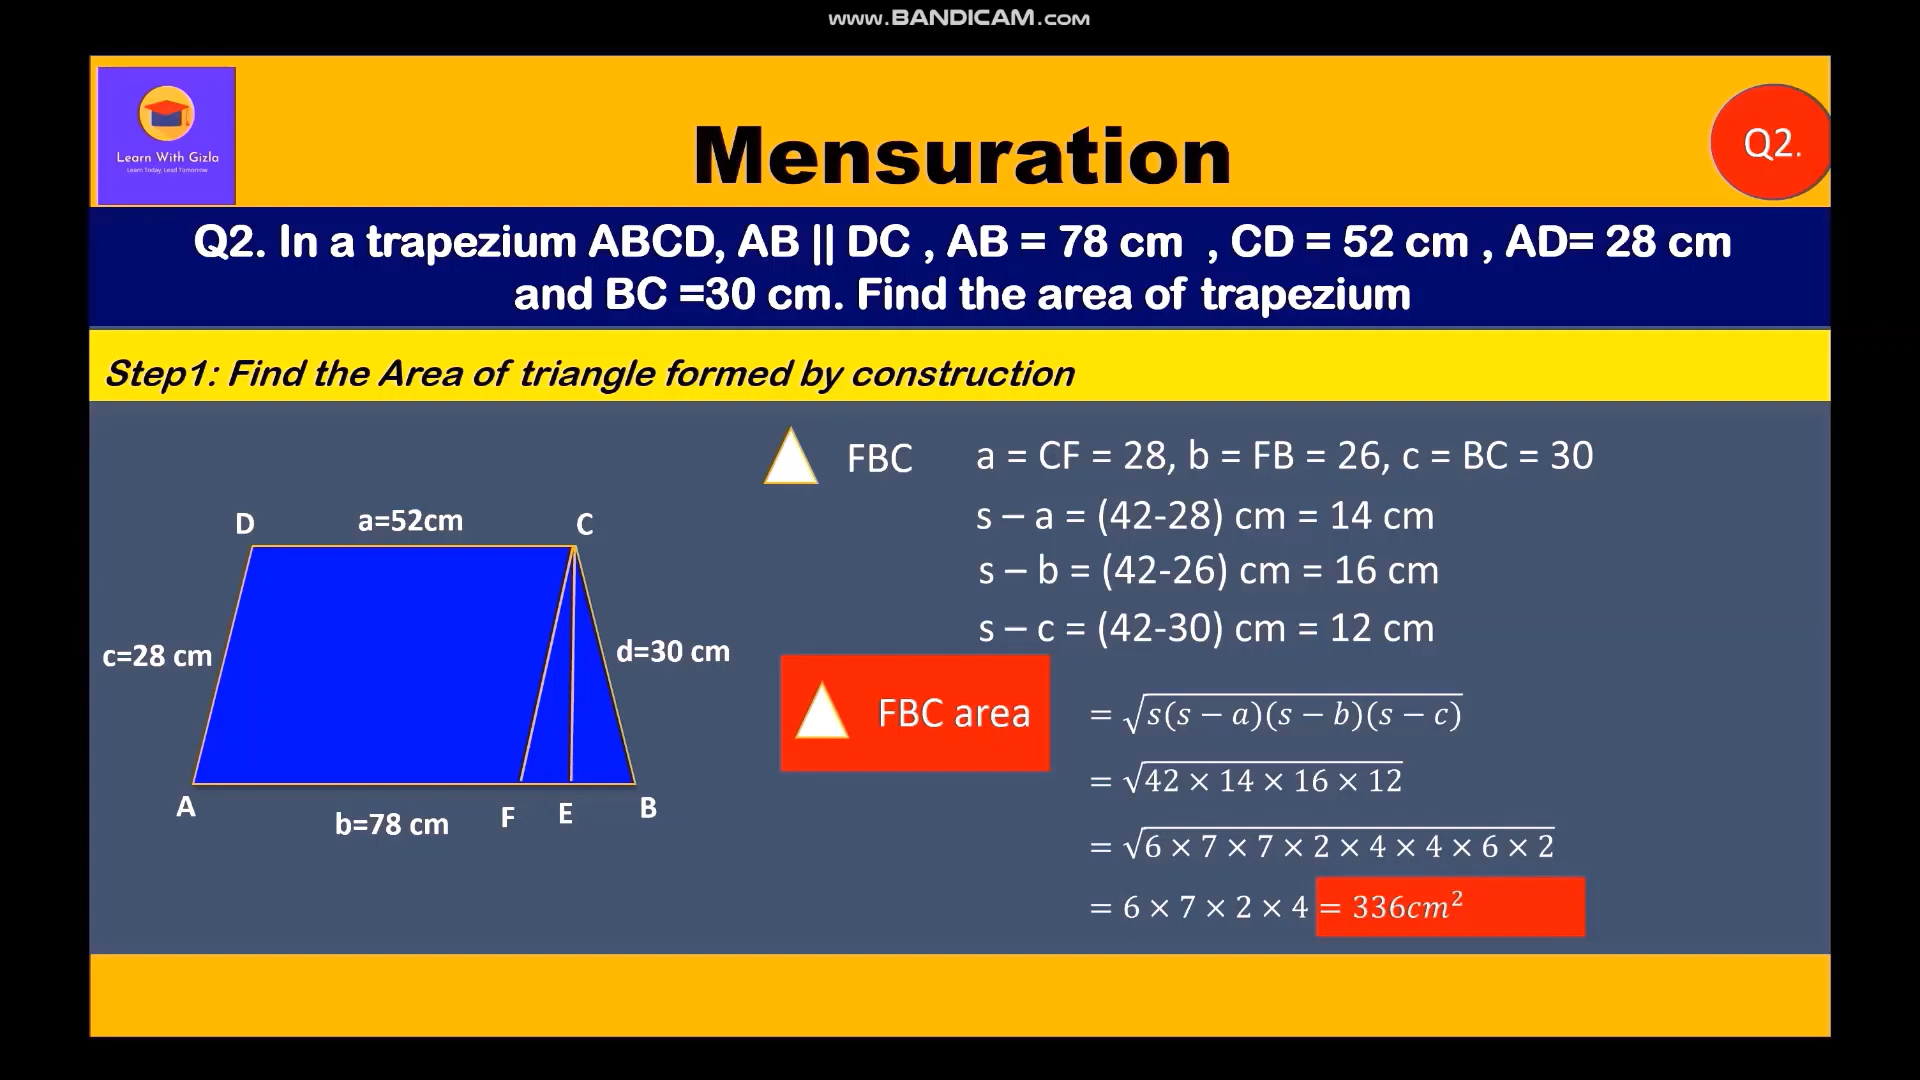 www.BANDICAM.com
Learn With Gizla
Learn Today, Lead Tomorrow
Mensuration
Q2.
Q2. In a trapezium ABCD, AB || DC , AB = 78 cm , CD = 52 cm , AD= 28 cm
and BC =30 cm. Find the area of trapezium
Step1: Find the Area of triangle formed by construction
FBC a = CF = 28, b = FB = 26, c = BC = 30
s – a = (42-28) cm = 14 cm
s – b = (42-26) cm = 16 cm
s – c = (42-30) cm = 12 cm
D a=52cm C
c=28 cm d=30 cm
A b=78 cm F E B
FBC area = √s(s − a)(s − b)(s − c)
= √42 × 14 × 16 × 12
= √6 × 7 × 7 × 2 × 4 × 4 × 6 × 2
= 6 × 7 × 2 × 4 = 336cm²